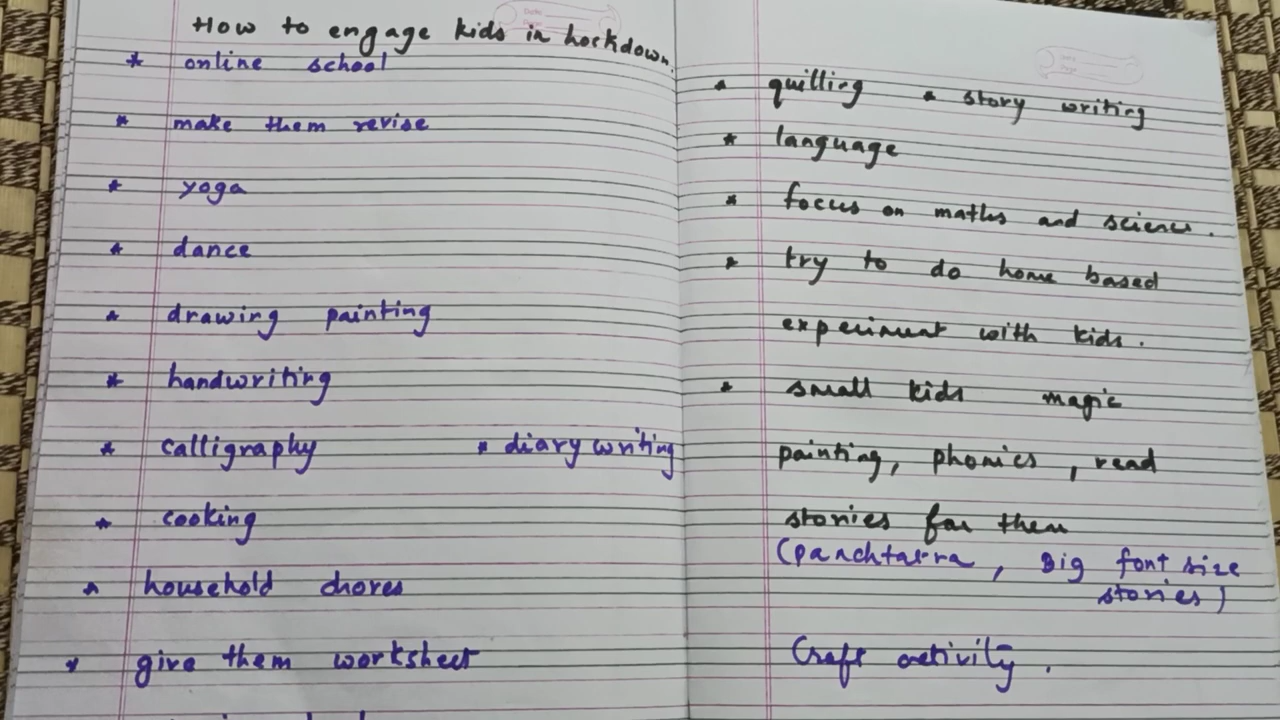 How to engage kids in lockdown.
* online school
* make them revise
* yoga
* dance
* drawing painting
* handwriting
* calligraphy * diary writing
* cooking
* household chores
* give them worksheet
* quilling * story writing
* language
* focus on maths and science.
* try to do home based
experiment with kids.
* small kids magic
painting, phonics, read
stories for them
(panchtatra, Big font size
stories)
Craft activity.